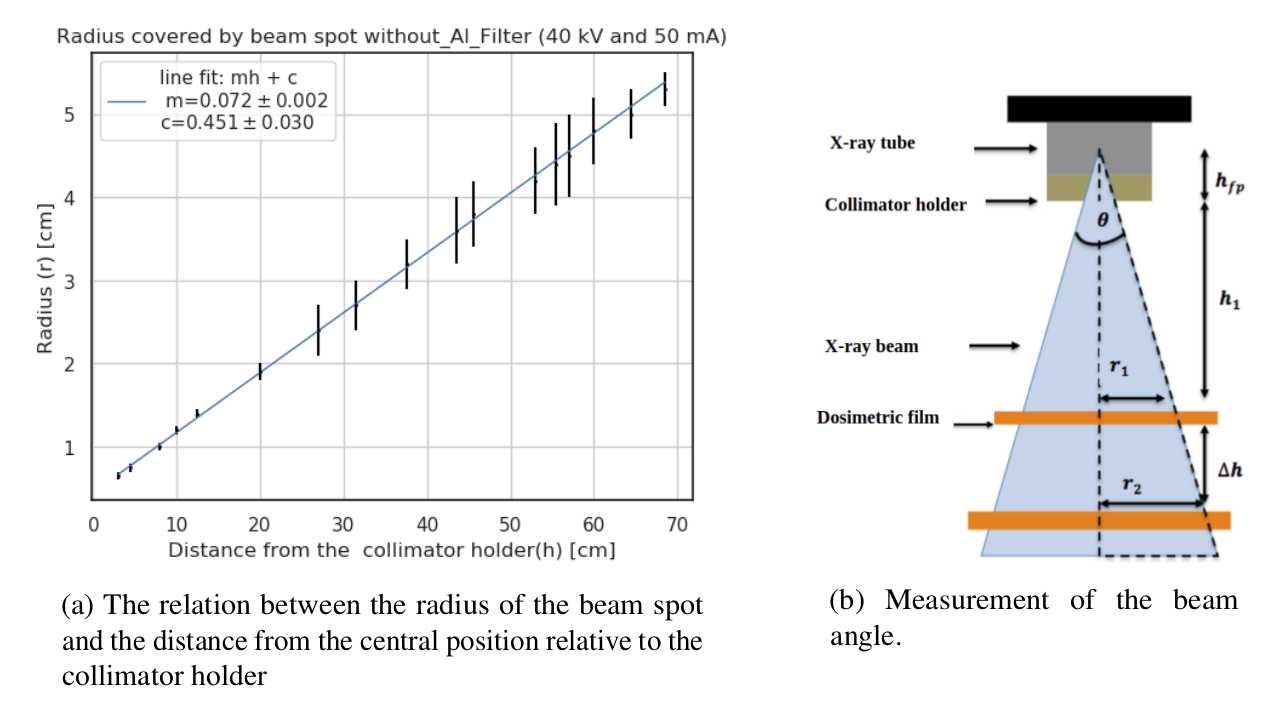 Radius covered by beam spot without_Al_Filter (40 kV and 50 mA)
line fit: mh + c
m=0.072 ± 0.002
c=0.451 ± 0.030
5
4
3
2
1
Radius (r) [cm]
0 10 20 30 40 50 60 70
Distance from the  collimator holder(h) [cm]
(a) The relation between the radius of the beam spot
and the distance from the central position relative to the
collimator holder
X-ray tube
Collimator holder
X-ray beam
Dosimetric film
θ
h_{fp}
h_1
r_1
Δh
r_2
(b) Measurement of the beam
angle.